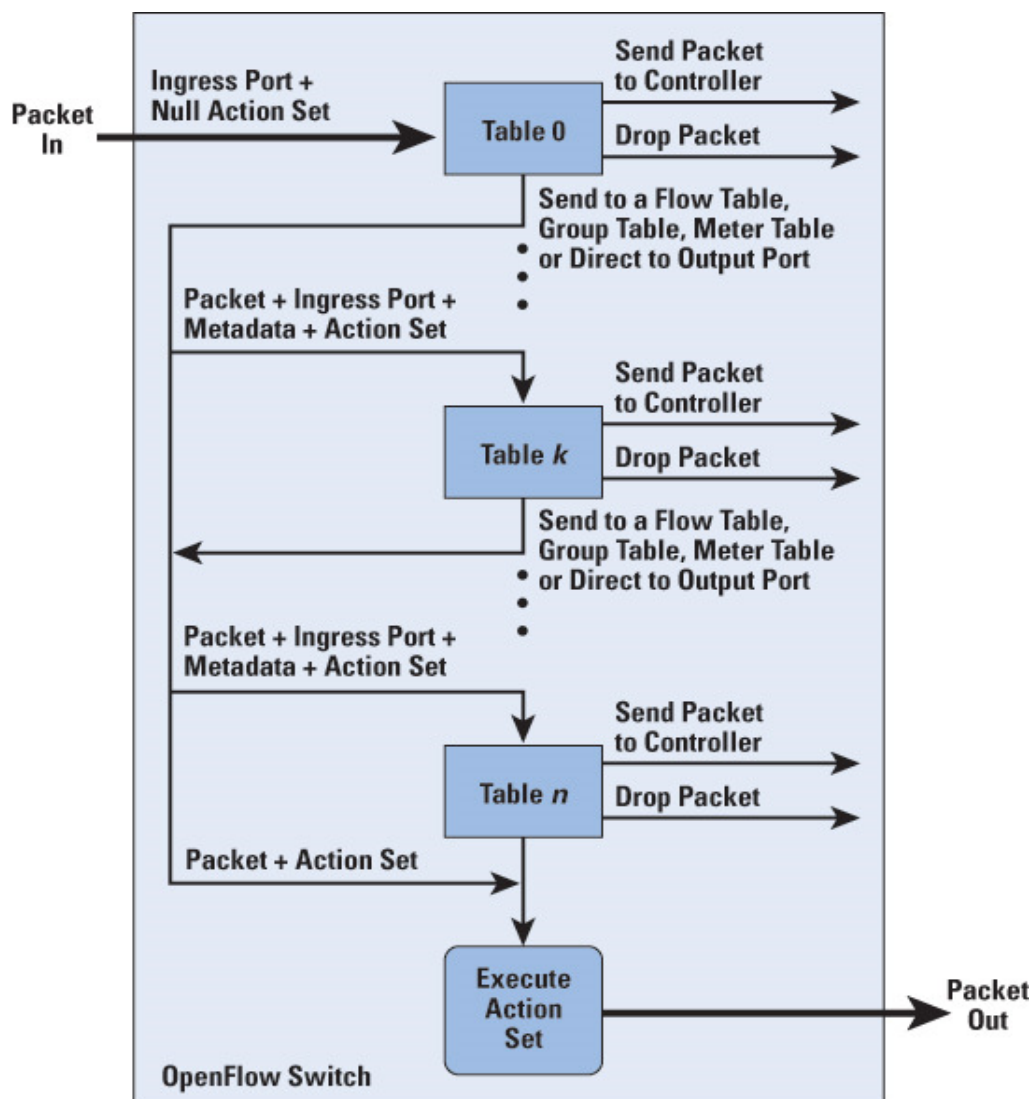 Packet
In
Ingress Port +
Null Action Set
Table 0
Send Packet
to Controller
Drop Packet
Send to a Flow Table,
Group Table, Meter Table
or Direct to Output Port
Packet + Ingress Port +
Metadata + Action Set
Table k
Send Packet
to Controller
Drop Packet
Send to a Flow Table,
Group Table, Meter Table
or Direct to Output Port
Packet + Ingress Port +
Metadata + Action Set
Table n
Send Packet
to Controller
Drop Packet
Packet + Action Set
Execute
Action
Set
Packet
Out
OpenFlow Switch